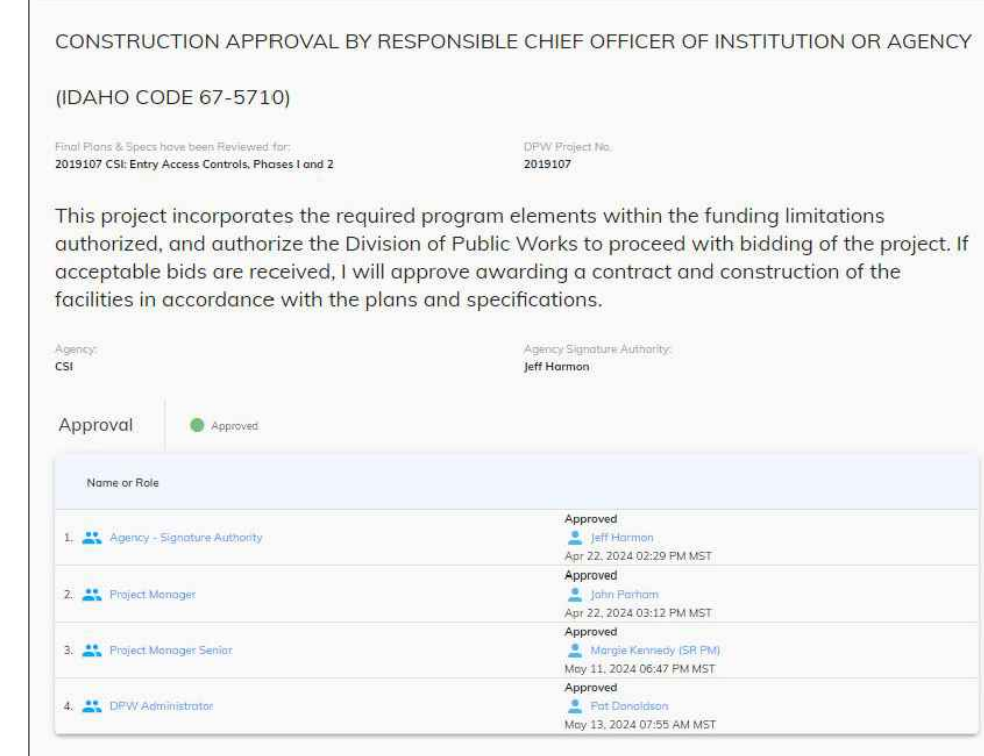 CONSTRUCTION APPROVAL BY RESPONSIBLE CHIEF OFFICER OF INSTITUTION OR AGENCY
(IDAHO CODE 67-5710)
Final Plans & Specs have been Reviewed for:
2019107 CSI: Entry Access Controls, Phases I and 2
DPW Project No.
2019107
This project incorporates the required program elements within the funding limitations
authorized, and authorize the Division of Public Works to proceed with bidding of the project. If
acceptable bids are received, I will approve awarding a contract and construction of the
facilities in accordance with the plans and specifications.
Agency:
CSI
Agency Signature Authority:
Jeff Harmon
Approval
Approved
Name or Role
1. Agency - Signature Authority
Approved
Jeff Harmon
Apr 22, 2024 02:29 PM MST
2. Project Manager
Approved
John Parham
Apr 22, 2024 03:12 PM MST
3. Project Manager Senior
Approved
Margie Kennedy (SR PM)
May 11, 2024 06:47 PM MST
4. DPW Administrator
Approved
Pat Donaldson
May 13, 2024 07:55 AM MST